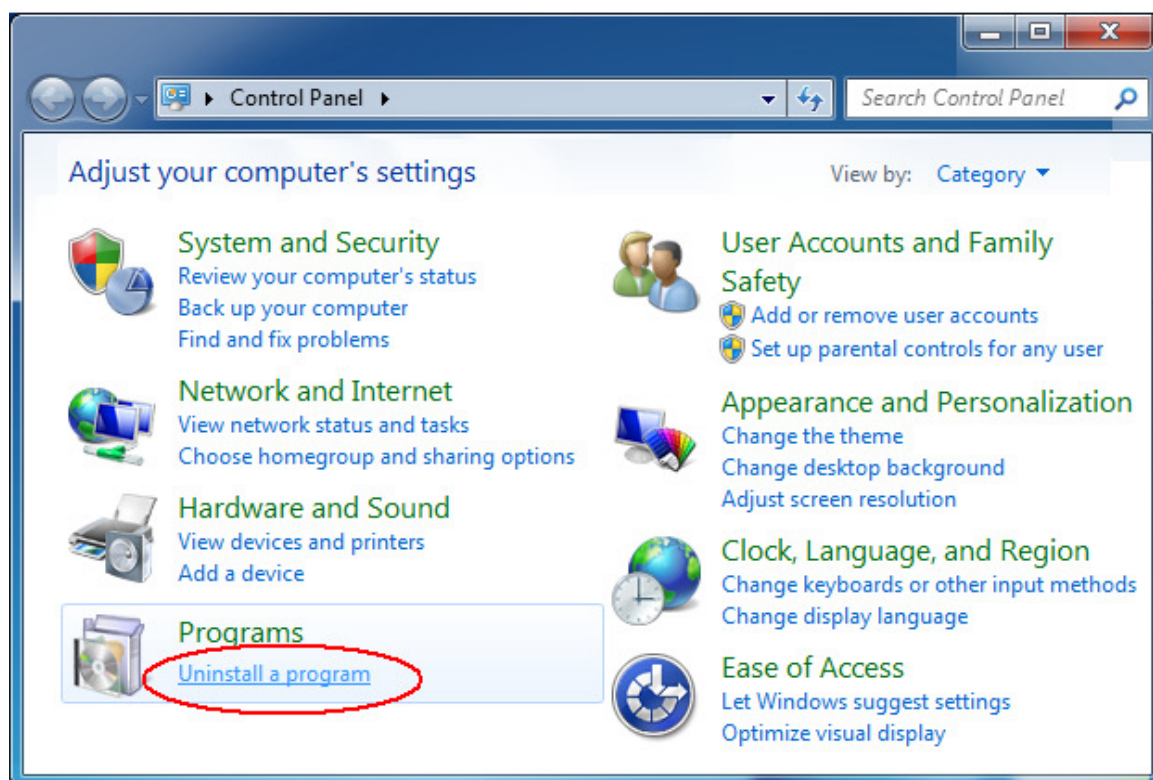 Control Panel
Search Control Panel
Adjust your computer's settings
View by: Category
System and Security
Review your computer's status
Back up your computer
Find and fix problems
Network and Internet
View network status and tasks
Choose homegroup and sharing options
Hardware and Sound
View devices and printers
Add a device
Programs
Uninstall a program
User Accounts and Family
Safety
Add or remove user accounts
Set up parental controls for any user
Appearance and Personalization
Change the theme
Change desktop background
Adjust screen resolution
Clock, Language, and Region
Change keyboards or other input methods
Change display language
Ease of Access
Let Windows suggest settings
Optimize visual display